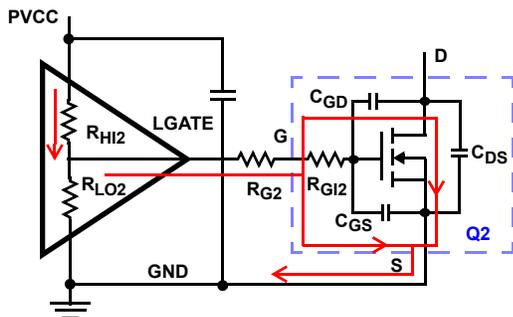 PVCC
D
CGD
RHI2
LGATE
G
CDS
RLO2
RG2
RGI2
CGS
Q2
GND
S